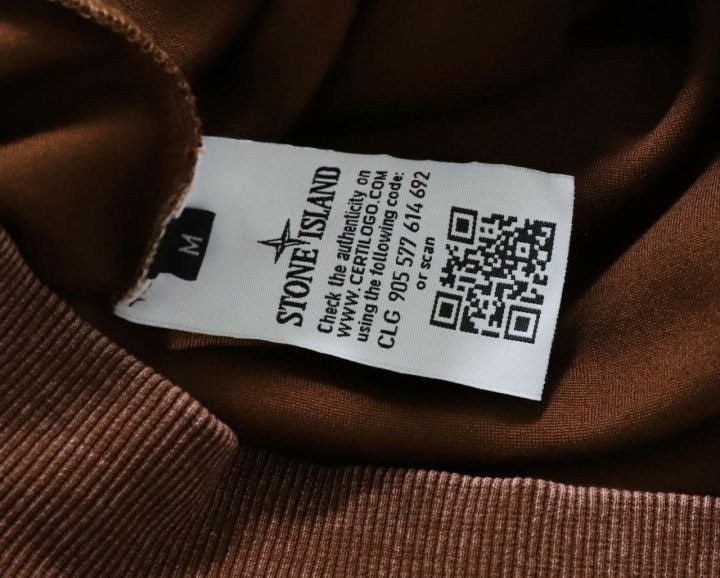 M
STONE ISLAND
Check the authenticity on
WWW.CERTILOGO.COM
using the following code:
CLG 905 577 614 692
or scan